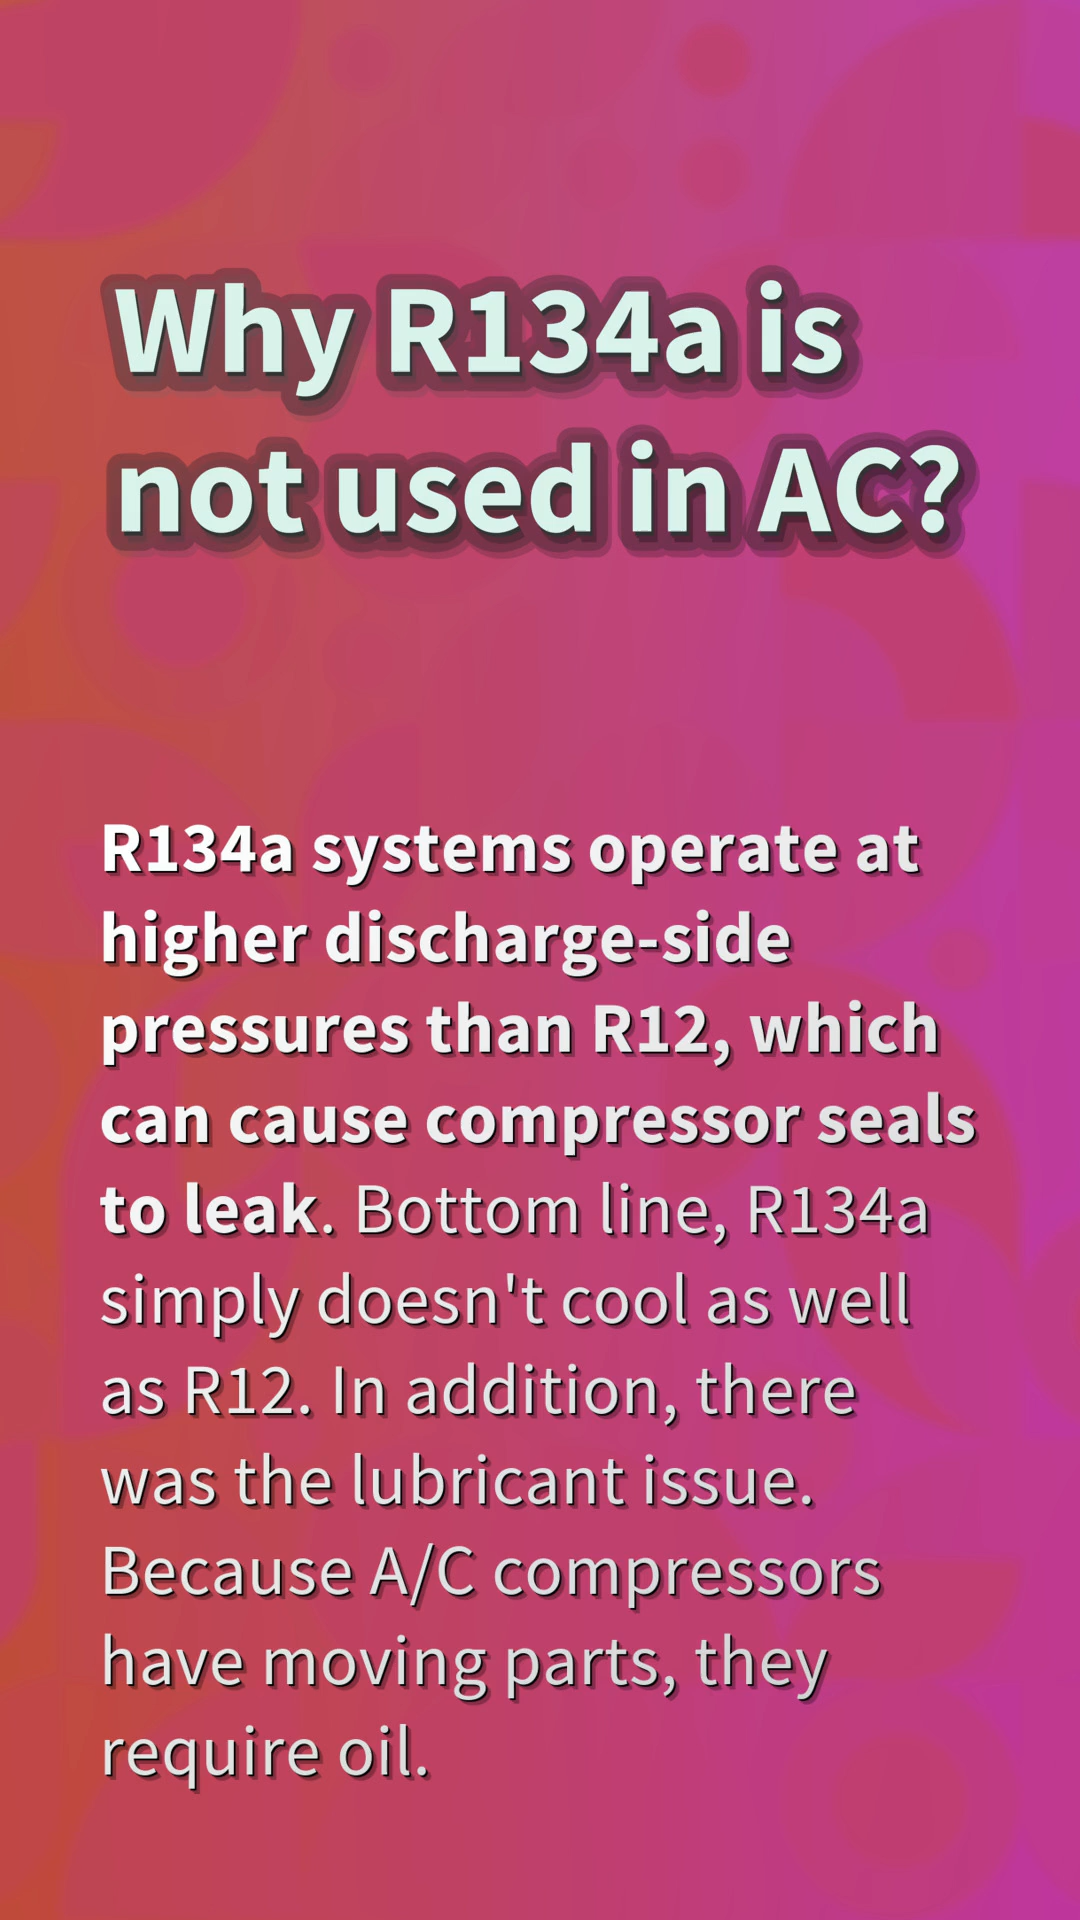 Why R134a is
not used in AC?
R134a systems operate at
higher discharge-side
pressures than R12, which
can cause compressor seals
to leak. Bottom line, R134a
simply doesn't cool as well
as R12. In addition, there
was the lubricant issue.
Because A/C compressors
have moving parts, they
require oil.